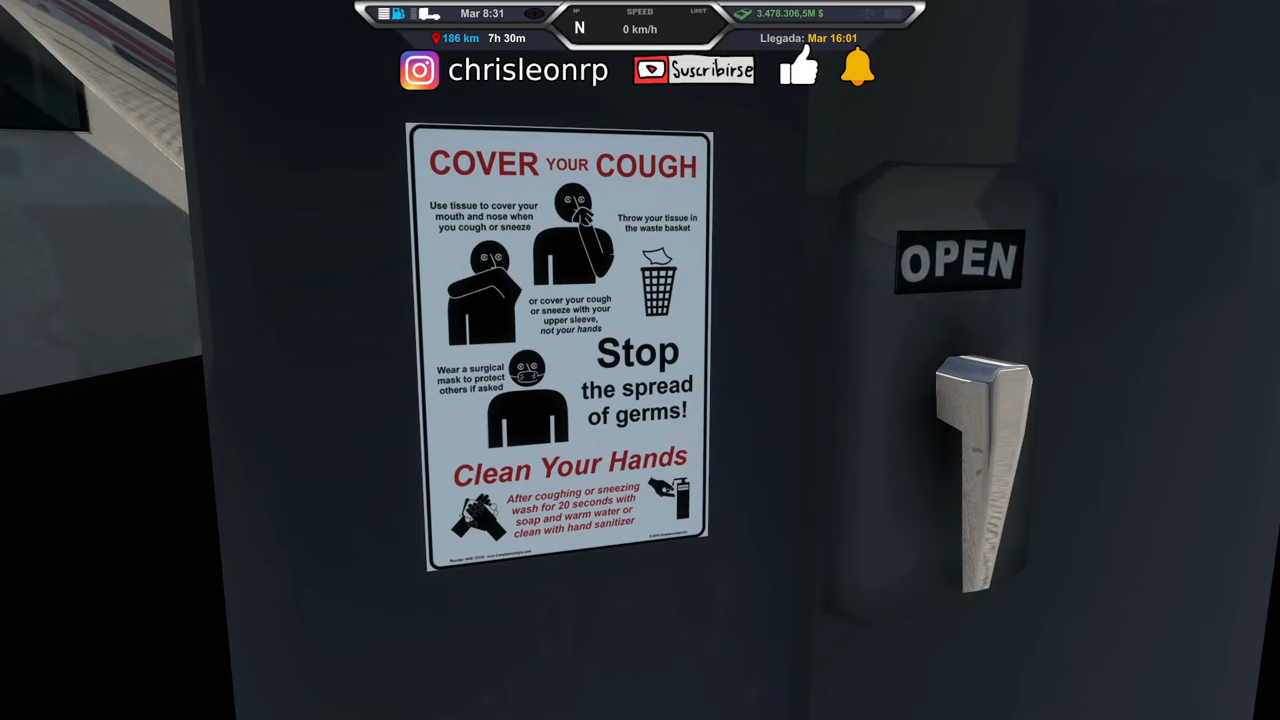 Mar 8:31
SPEED
LIMIT
N
0 km/h
3.478.306,5M $
186 km 7h 30m
Llegada: Mar 16:01
chrisleonrp
Suscribirse
COVER YOUR COUGH
Use tissue to cover your
mouth and nose when
you cough or sneeze
Throw your tissue in
the waste basket
or cover your cough
or sneeze with your
upper sleeve,
not your hands
Wear a surgical
mask to protect
others if asked
Stop
the spread
of germs!
Clean Your Hands
After coughing or sneezing
wash for 20 seconds with
soap and warm water or
clean with hand sanitizer
OPEN